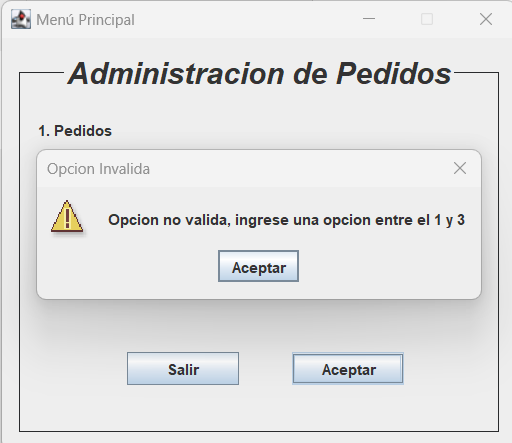 Menú Principal
Administracion de Pedidos
1. Pedidos
Opcion Invalida
Opcion no valida, ingrese una opcion entre el 1 y 3
Aceptar
Salir
Aceptar